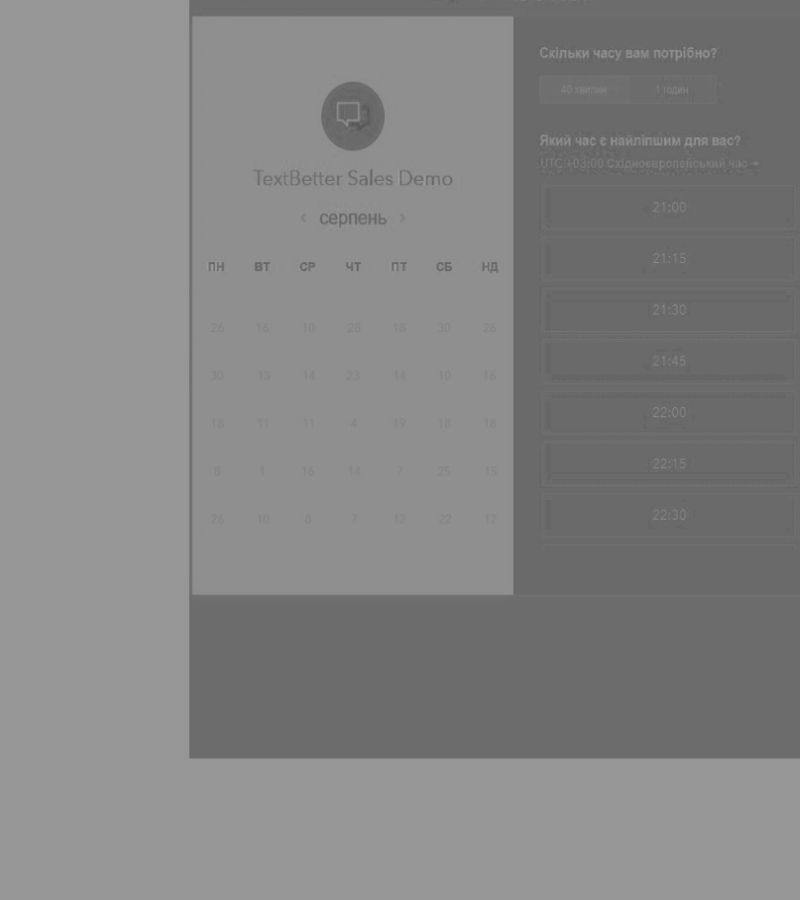 TextBetter Sales Demo
‹ серпень ›
ПН ВТ СР ЧТ ПТ СБ НД
26 16 10 28 18 30 26
30 13 14 23 14 10 16
18 11 11 4 19 18 18
8 1 16 14 7 25 15
26 10 8 7 12 22 12
Скільки часу вам потрібно?
40 хвилин 1 годин
Який час є найліпшим для вас?
UTC +03:00 Східноєвропейський час
21:00
21:15
21:30
21:45
22:00
22:15
22:30